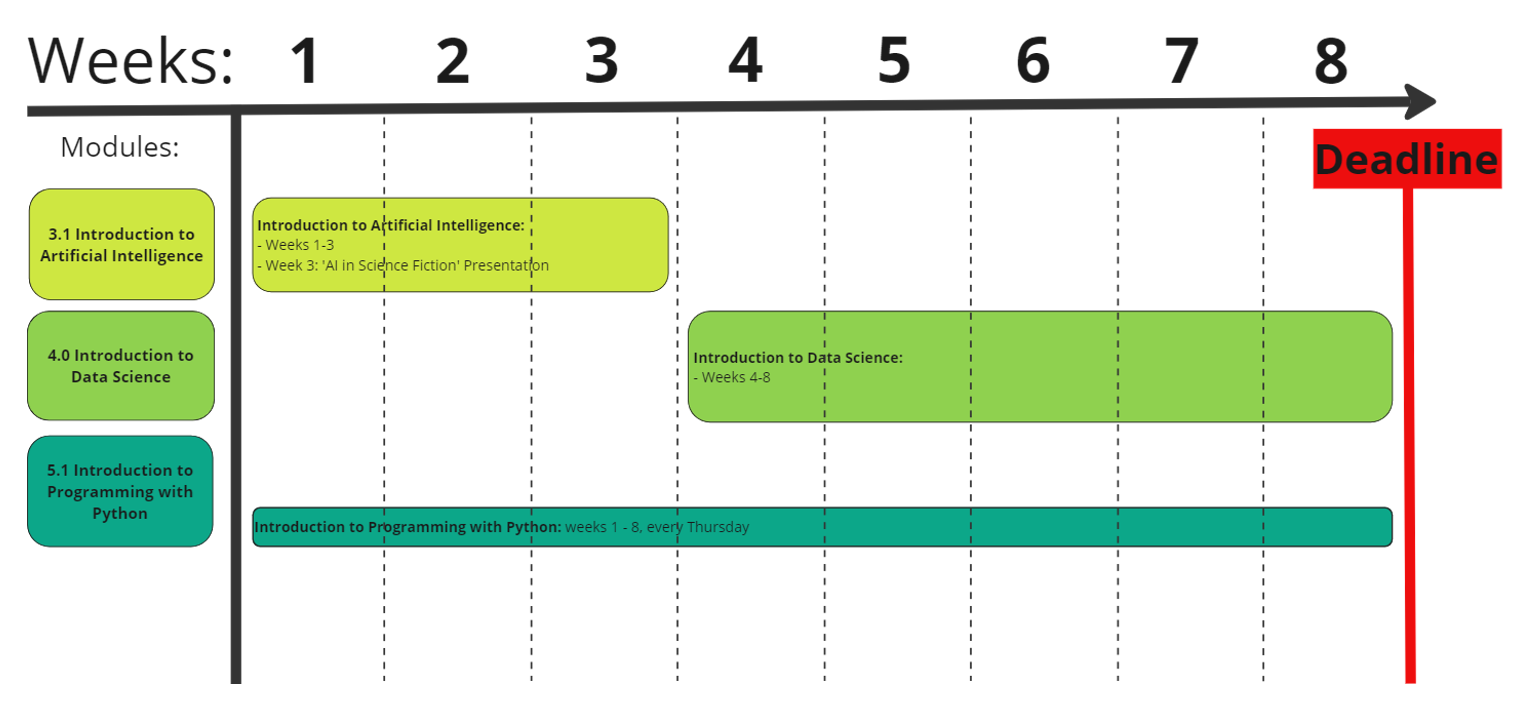 Weeks: 1 2 3 4 5 6 7 8
Modules:
Deadline
3.1 Introduction to
Artificial Intelligence
Introduction to Artificial Intelligence:
- Weeks 1-3
- Week 3: 'AI in Science Fiction' Presentation
4.0 Introduction to
Data Science
Introduction to Data Science:
- Weeks 4-8
5.1 Introduction to
Programming with
Python
Introduction to Programming with Python: weeks 1 - 8, every Thursday